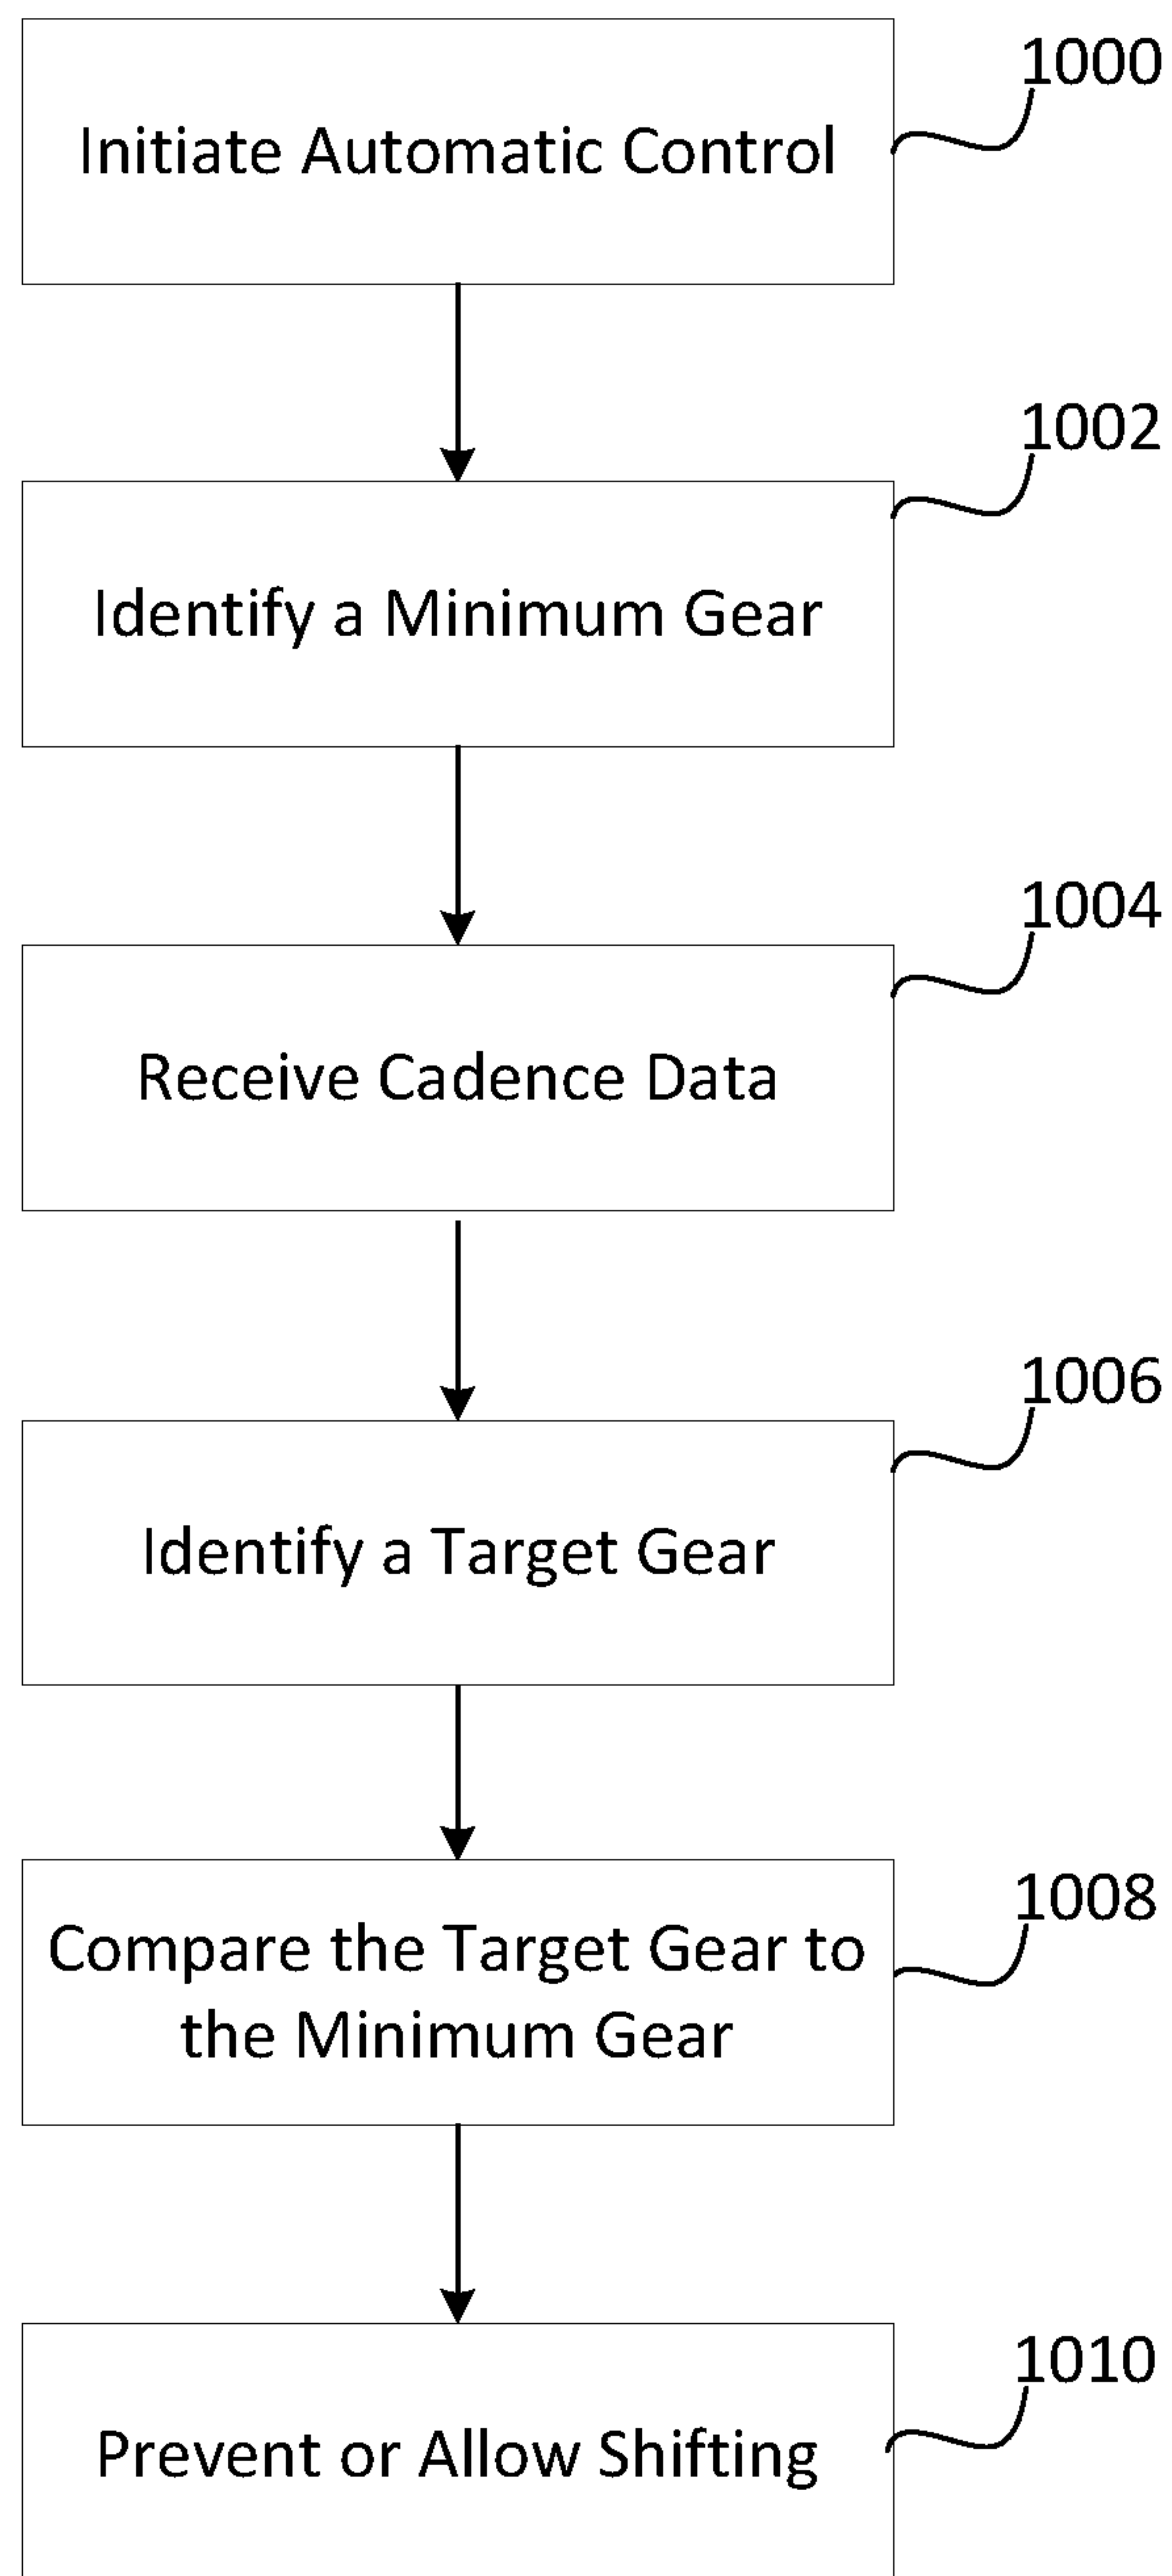 1000
Initiate Automatic Control
1002
Identify a Minimum Gear
1004
Receive Cadence Data
1006
Identify a Target Gear
1008
Compare the Target Gear to
the Minimum Gear
1010
Prevent or Allow Shifting